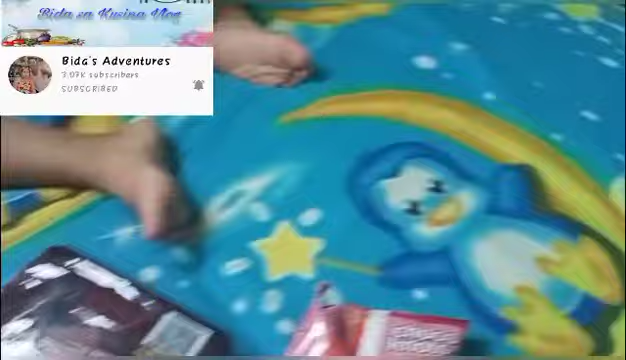 Bida sa Kusina Vlog
Bida's Adventures
7.07K subscribers
SUBSCRIBED